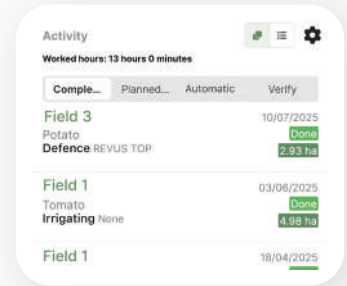 Activity
Worked hours: 13 hours 0 minutes
Comple... Planned... Automatic Verify
Field 3 10/07/2025
Potato Done
Defence REVUS TOP 2.93 ha
Field 1 03/06/2025
Tomato Done
Irrigating None 4.98 ha
Field 1 18/04/2025